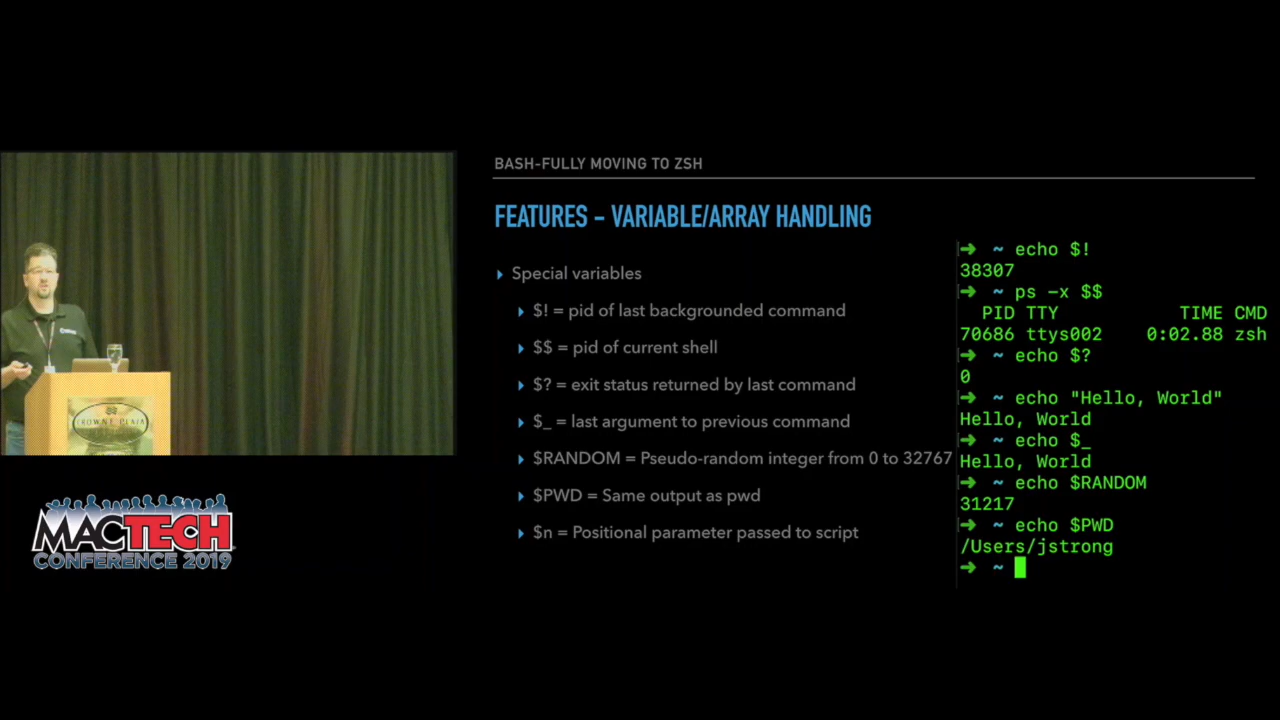 BASH-FULLY MOVING TO ZSH
FEATURES – VARIABLE/ARRAY HANDLING
Special variables
$! = pid of last backgrounded command
$$ = pid of current shell
$? = exit status returned by last command
$_ = last argument to previous command
$RANDOM = Pseudo-random integer from 0 to 32767
$PWD = Same output as pwd
$n = Positional parameter passed to script
➜ ~ echo $!
38307
➜ ~ ps -x $$
PID TTY TIME CMD
70686 ttys002 0:02.88 zsh
➜ ~ echo $?
0
➜ ~ echo "Hello, World"
Hello, World
➜ ~ echo $_
Hello, World
➜ ~ echo $RANDOM
31217
➜ ~ echo $PWD
/Users/jstrong
➜ ~
CROWNE PLAZA
MACTECH
CONFERENCE 2019